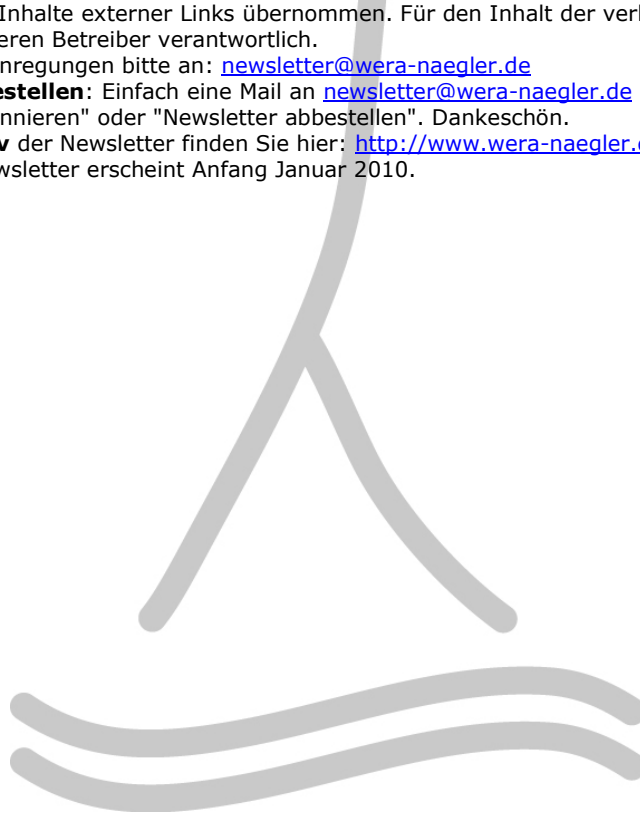 Inhalte externer Links übernommen. Für den Inhalt der
eren Betreiber verantwortlich.
nregungen bitte an: newsletter@wera-naegler.de
estellen: Einfach eine Mail an newsletter@wera-naegler.de
nnieren" oder "Newsletter abbestellen". Dankeschön.
v der Newsletter finden Sie hier: http://www.wera-naegler.
wsletter erscheint Anfang Januar 2010.